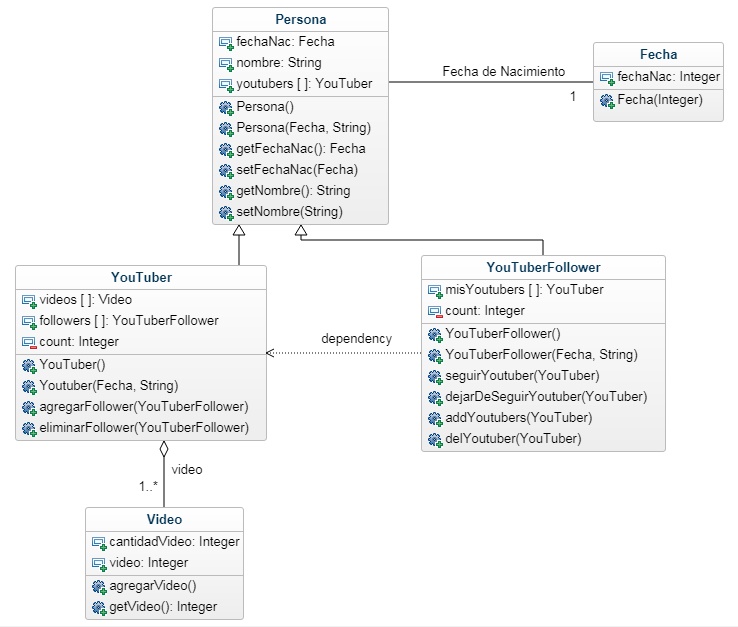 Persona
fechaNac: Fecha
nombre: String
youtubers [ ]: YouTuber
Persona()
Persona(Fecha, String)
getFechaNac(): Fecha
setFechaNac(Fecha)
getNombre(): String
setNombre(String)
Fecha de Nacimiento
1
Fecha
fechaNac: Integer
Fecha(Integer)
YouTuber
videos [ ]: Video
followers [ ]: YouTuberFollower
count: Integer
YouTuber()
Youtuber(Fecha, String)
agregarFollower(YouTuberFollower)
eliminarFollower(YouTuberFollower)
dependency
YouTuberFollower
misYoutubers [ ]: YouTuber
count: Integer
YouTuberFollower()
YouTuberFollower(Fecha, String)
seguirYoutuber(YouTuber)
dejarDeSeguirYoutuber(YouTuber)
addYoutubers(YouTuber)
delYoutuber(YouTuber)
video
1..*
Video
cantidadVideo: Integer
video: Integer
agregarVideo()
getVideo(): Integer